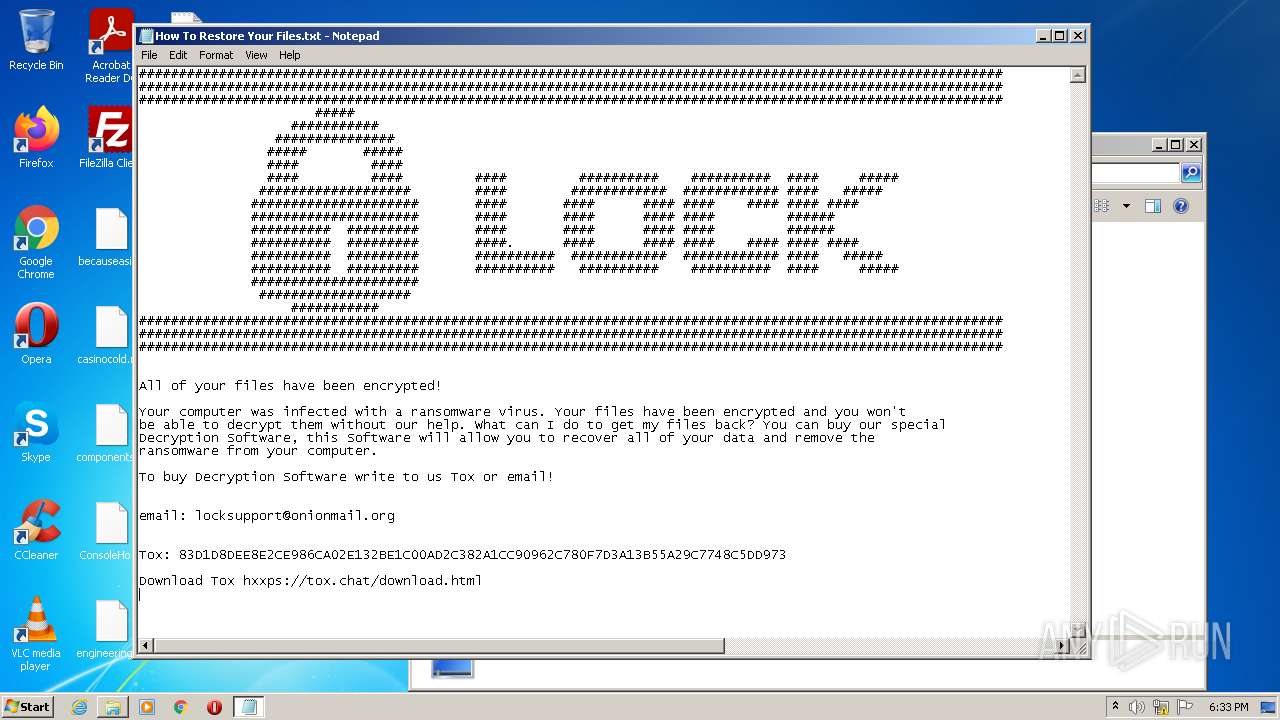 How To Restore Your Files.txt - Notepad
File Edit Format View Help
Recycle Bin
Acrobat
Reader D
Firefox
FileZilla Clie
Google
Chrome
becauseasi
Opera
casinocold.
Skype
components
CCleaner
ConsoleHo
VLC media
player
engineering
LOCK
All of your files have been encrypted!
Your computer was infected with a ransomware virus. Your files have been encrypted and you won't
be able to decrypt them without our help. What can I do to get my files back? You can buy our special
Decryption Software, this Software will allow you to recover all of your data and remove the
ransomware from your computer.
To buy Decryption Software write to us Tox or email!
email: locksupport@onionmail.org
Tox: 83D1D8DEE8E2CE986CA02E132BE1C00AD2C382A1CC90962C780F7D3A13B55A29C774BC5DD973
Download Tox hxxps://tox.chat/download.html
ANY RUN
Start
6:33 PM